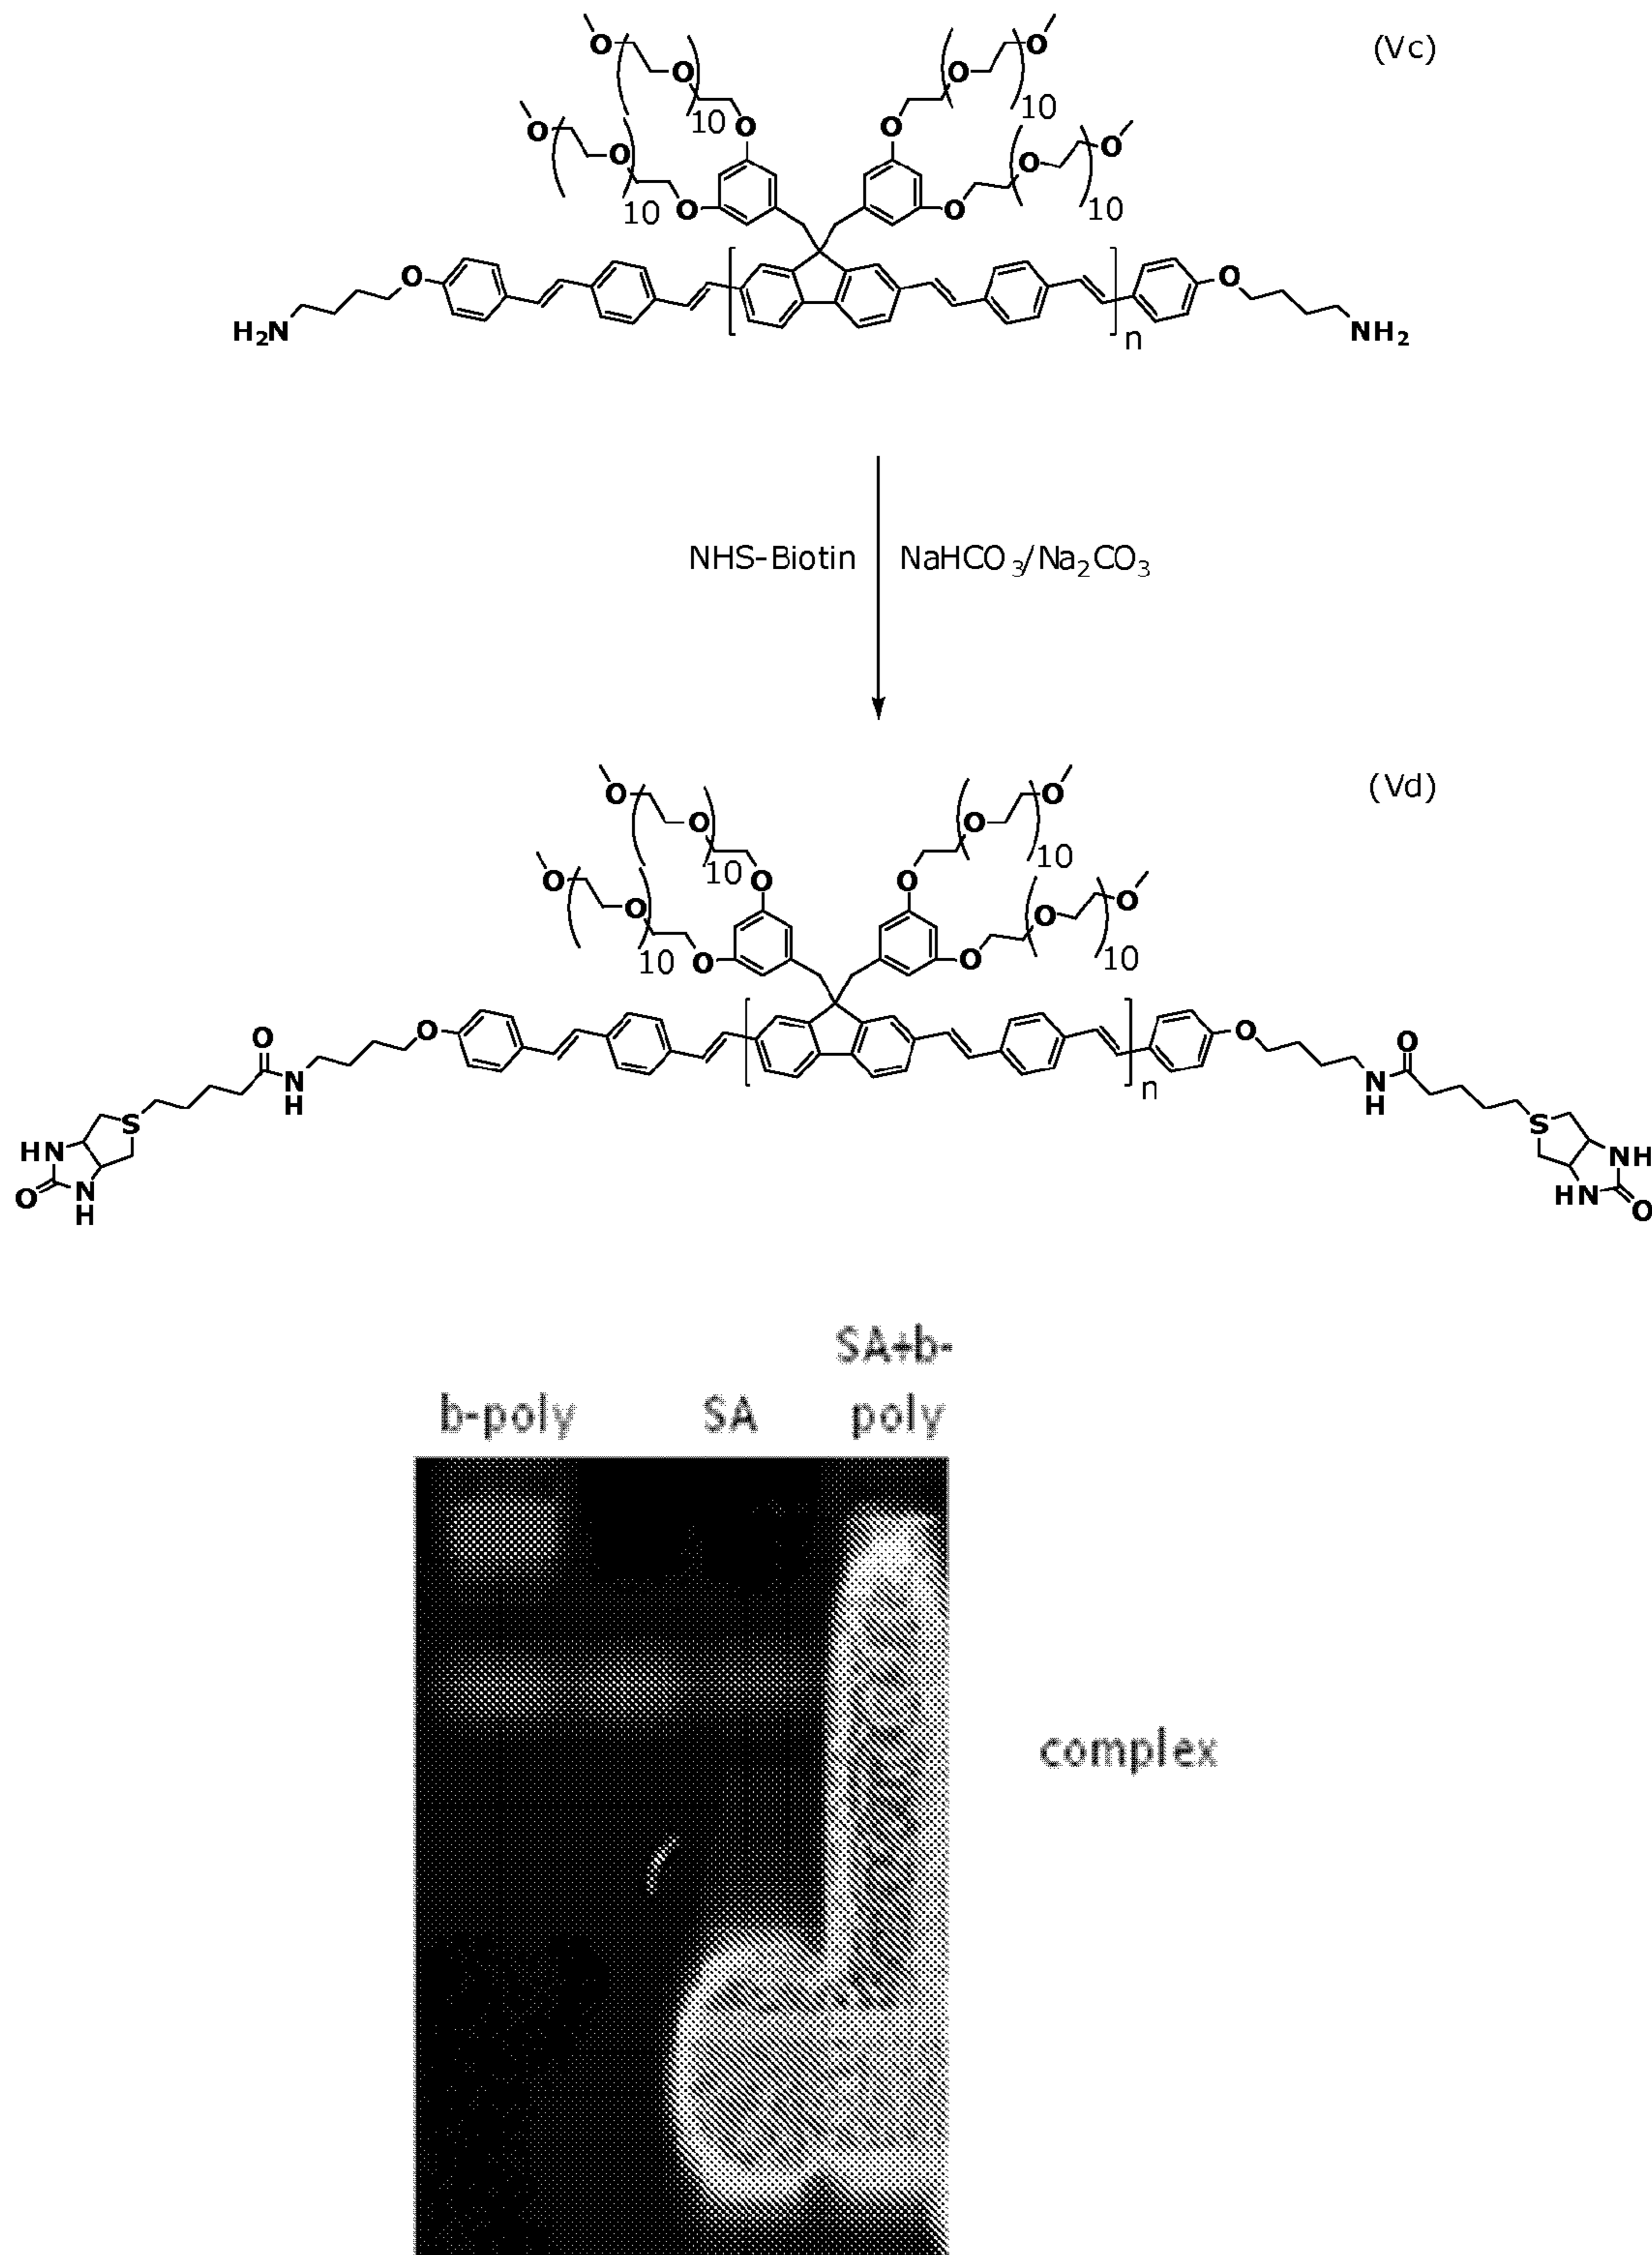 (Vc)
O O O O
10 10
O O O O
O O O O
10 10
O O
O O
H₂N NH₂
n
NHS-Biotin NaHCO₃/Na₂CO₃
(Vd)
O O O O
10 10
O O O O
O O O O
10 10
O O
O O
O O
N N
H H
n
S S
HN NH
N HN
H
O O
SA+b-
b-poly SA poly
complex